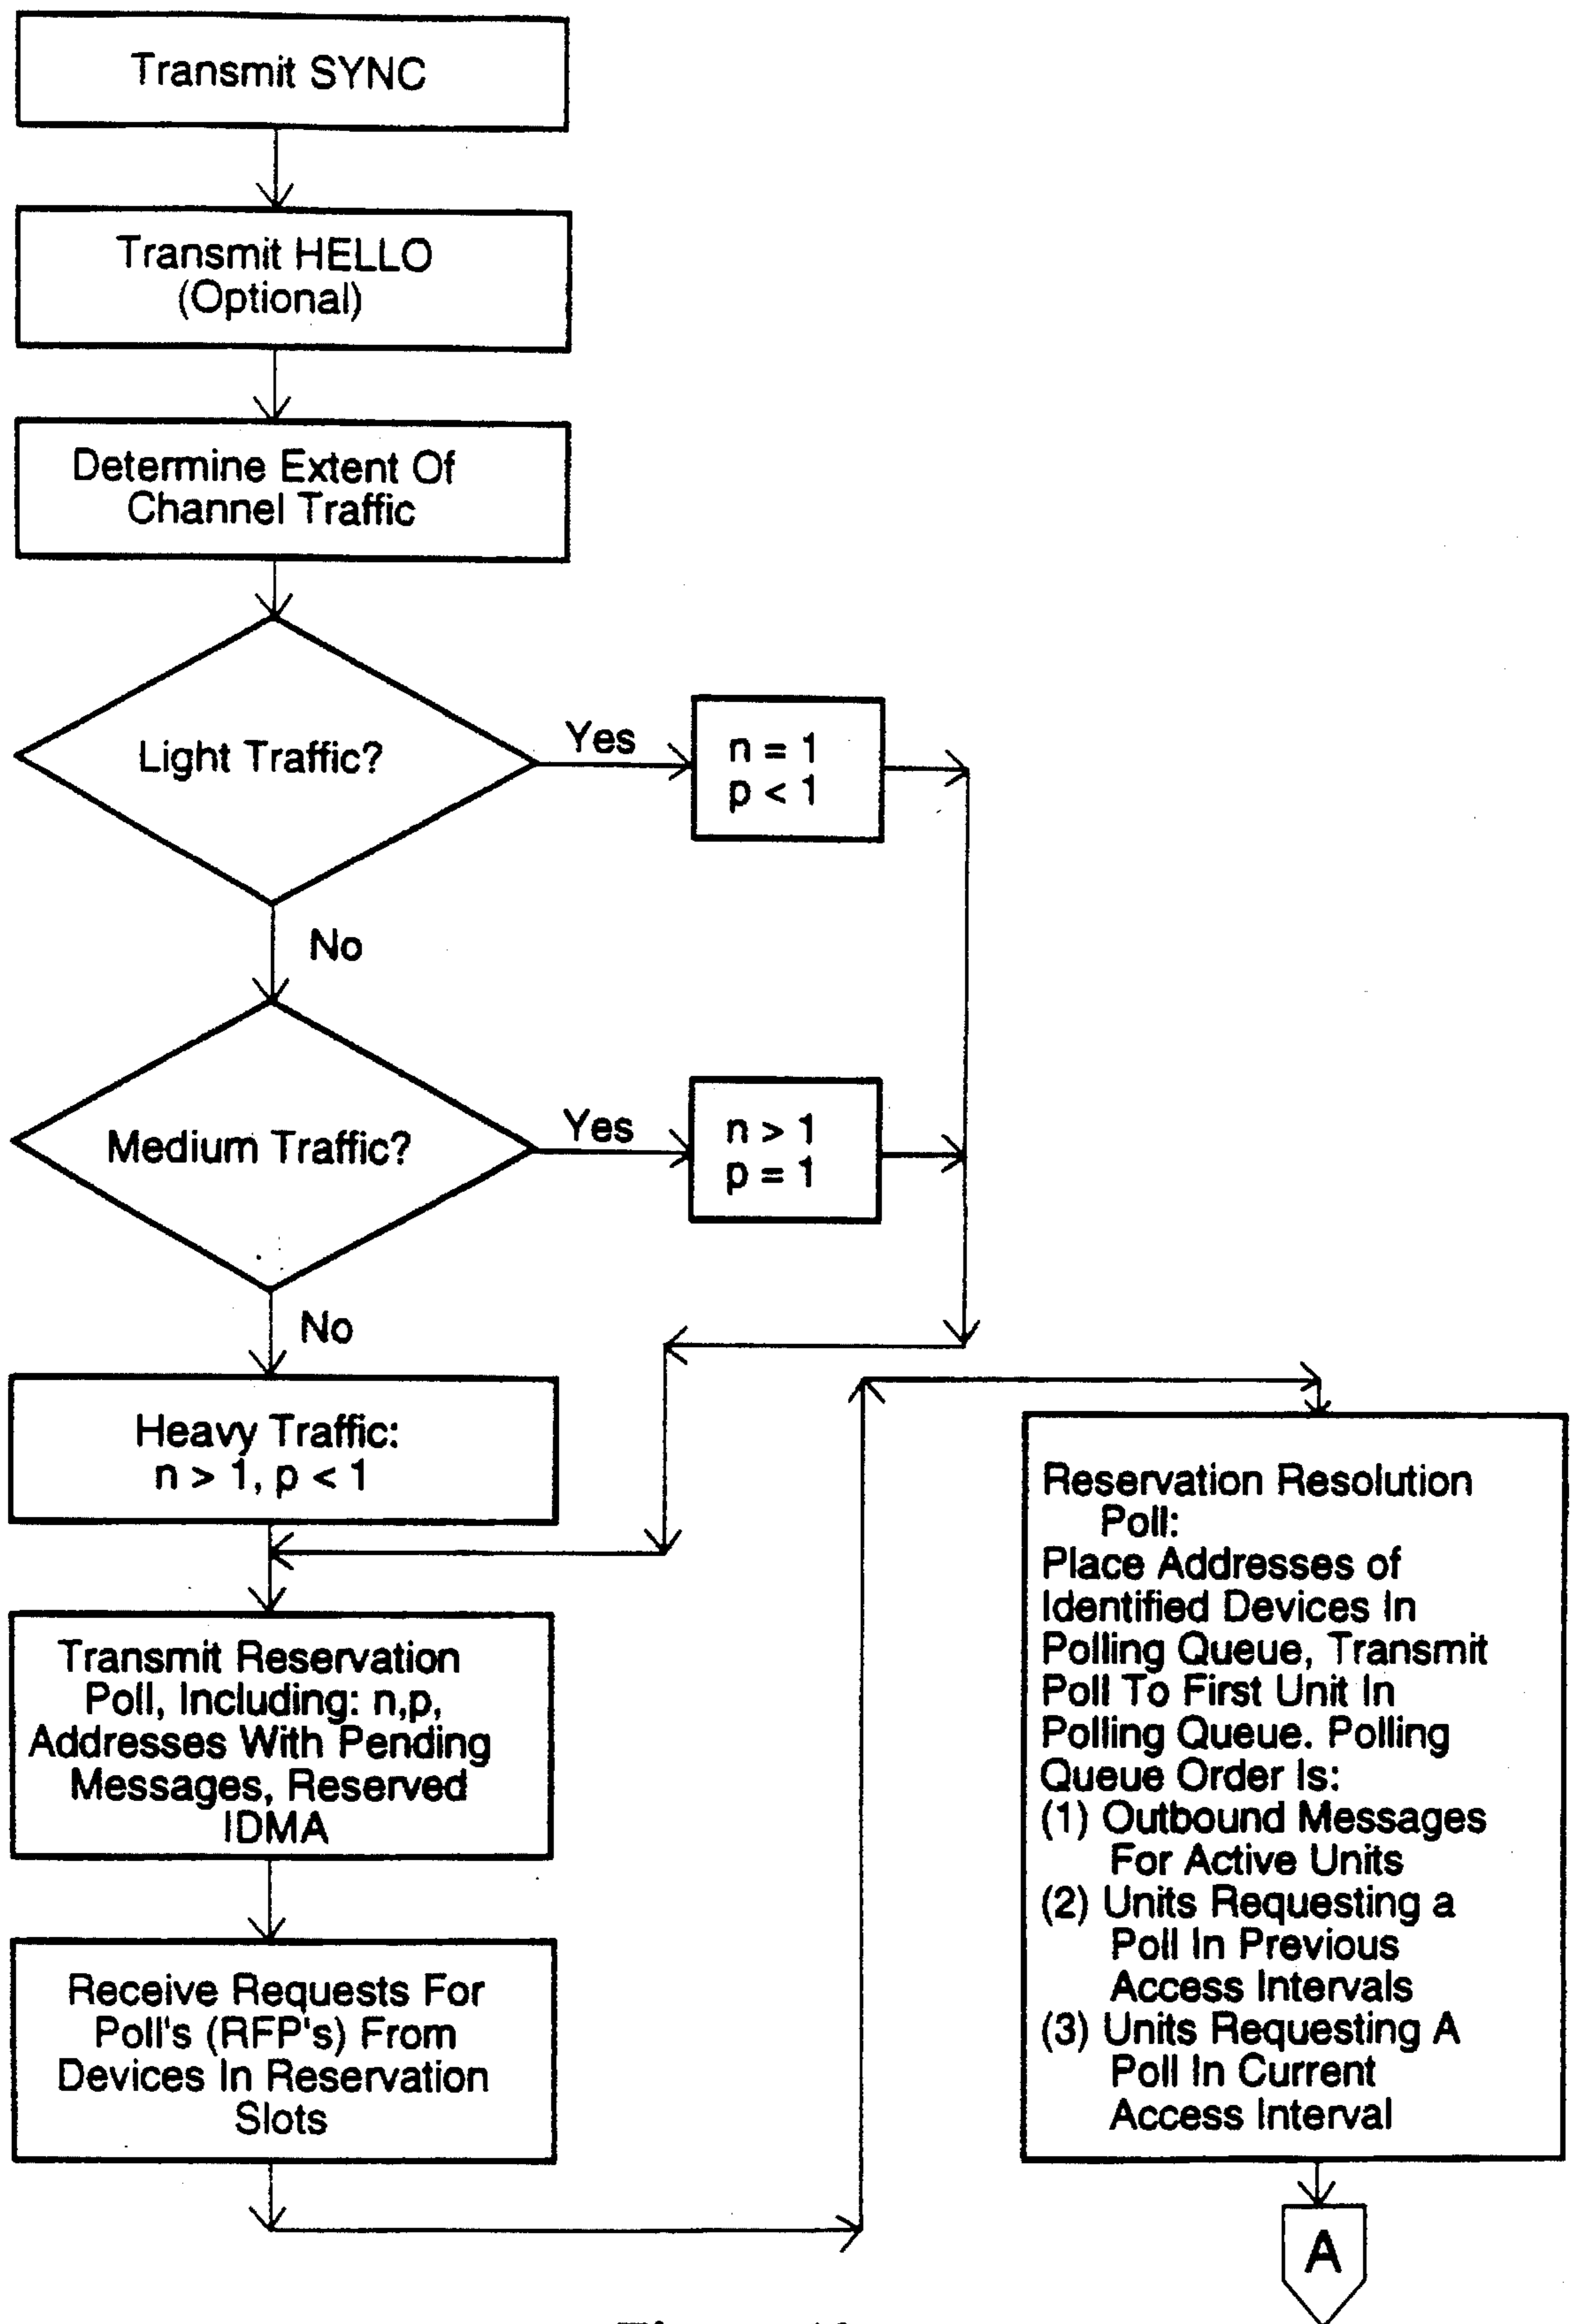 Transmit SYNC
Transmit HELLO
(Optional)
Determine Extent Of
Channel Traffic
Light Traffic?
Yes
n = 1
p < 1
No
Medium Traffic?
Yes
n > 1
p = 1
No
Heavy Traffic:
n > 1, p < 1
Transmit Reservation
Poll, Including: n,p,
Addresses With Pending
Messages, Reserved
IDMA
Receive Requests For
Poll's (RFP's) From
Devices In Reservation
Slots
Reservation Resolution
Poll:
Place Addresses of
Identified Devices In
Polling Queue, Transmit
Poll To First Unit In
Polling Queue. Polling
Queue Order Is:
(1) Outbound Messages
For Active Units
(2) Units Requesting a
Poll In Previous
Access Intervals
(3) Units Requesting A
Poll In Current
Access Interval
A